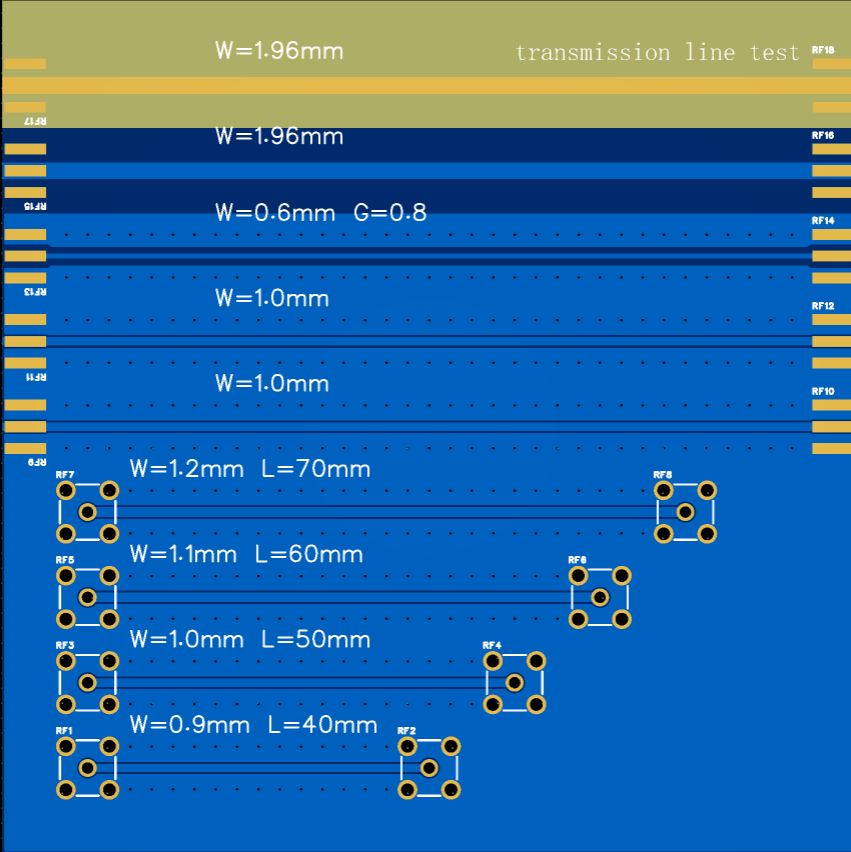 W=1.96mm
transmission line test RF18
RF17
W=1.96mm RF16
RF15
W=0.6mm G=0.8 RF14
RF13
W=1.0mm RF12
RF11
W=1.0mm RF10
RF9
W=1.2mm L=70mm
RF7 RF8
W=1.1mm L=60mm
RF5 RF6
W=1.0mm L=50mm
RF3 RF4
W=0.9mm L=40mm
RF1 RF2